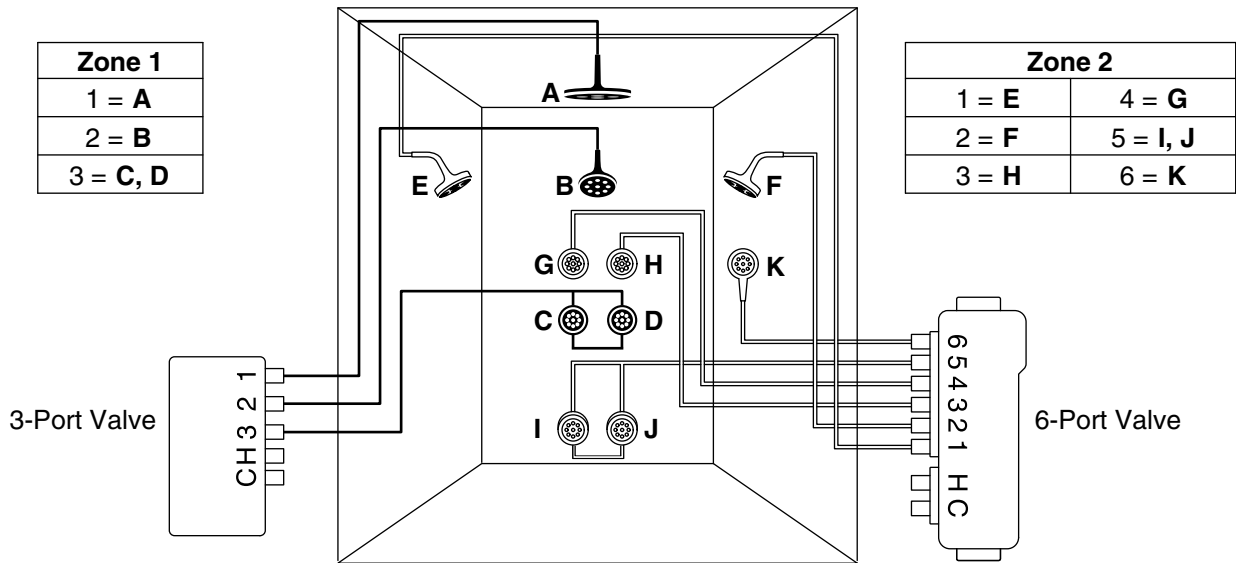 Zone 1
1 = A
2 = B
3 = C, D
Zone 2
1 = E
4 = G
2 = F
5 = I, J
3 = H
6 = K
A
E
B
F
G
H
K
C
D
I
J
3-Port Valve
1
2
3
H
C
6-Port Valve
6
5
4
3
2
1
H
C